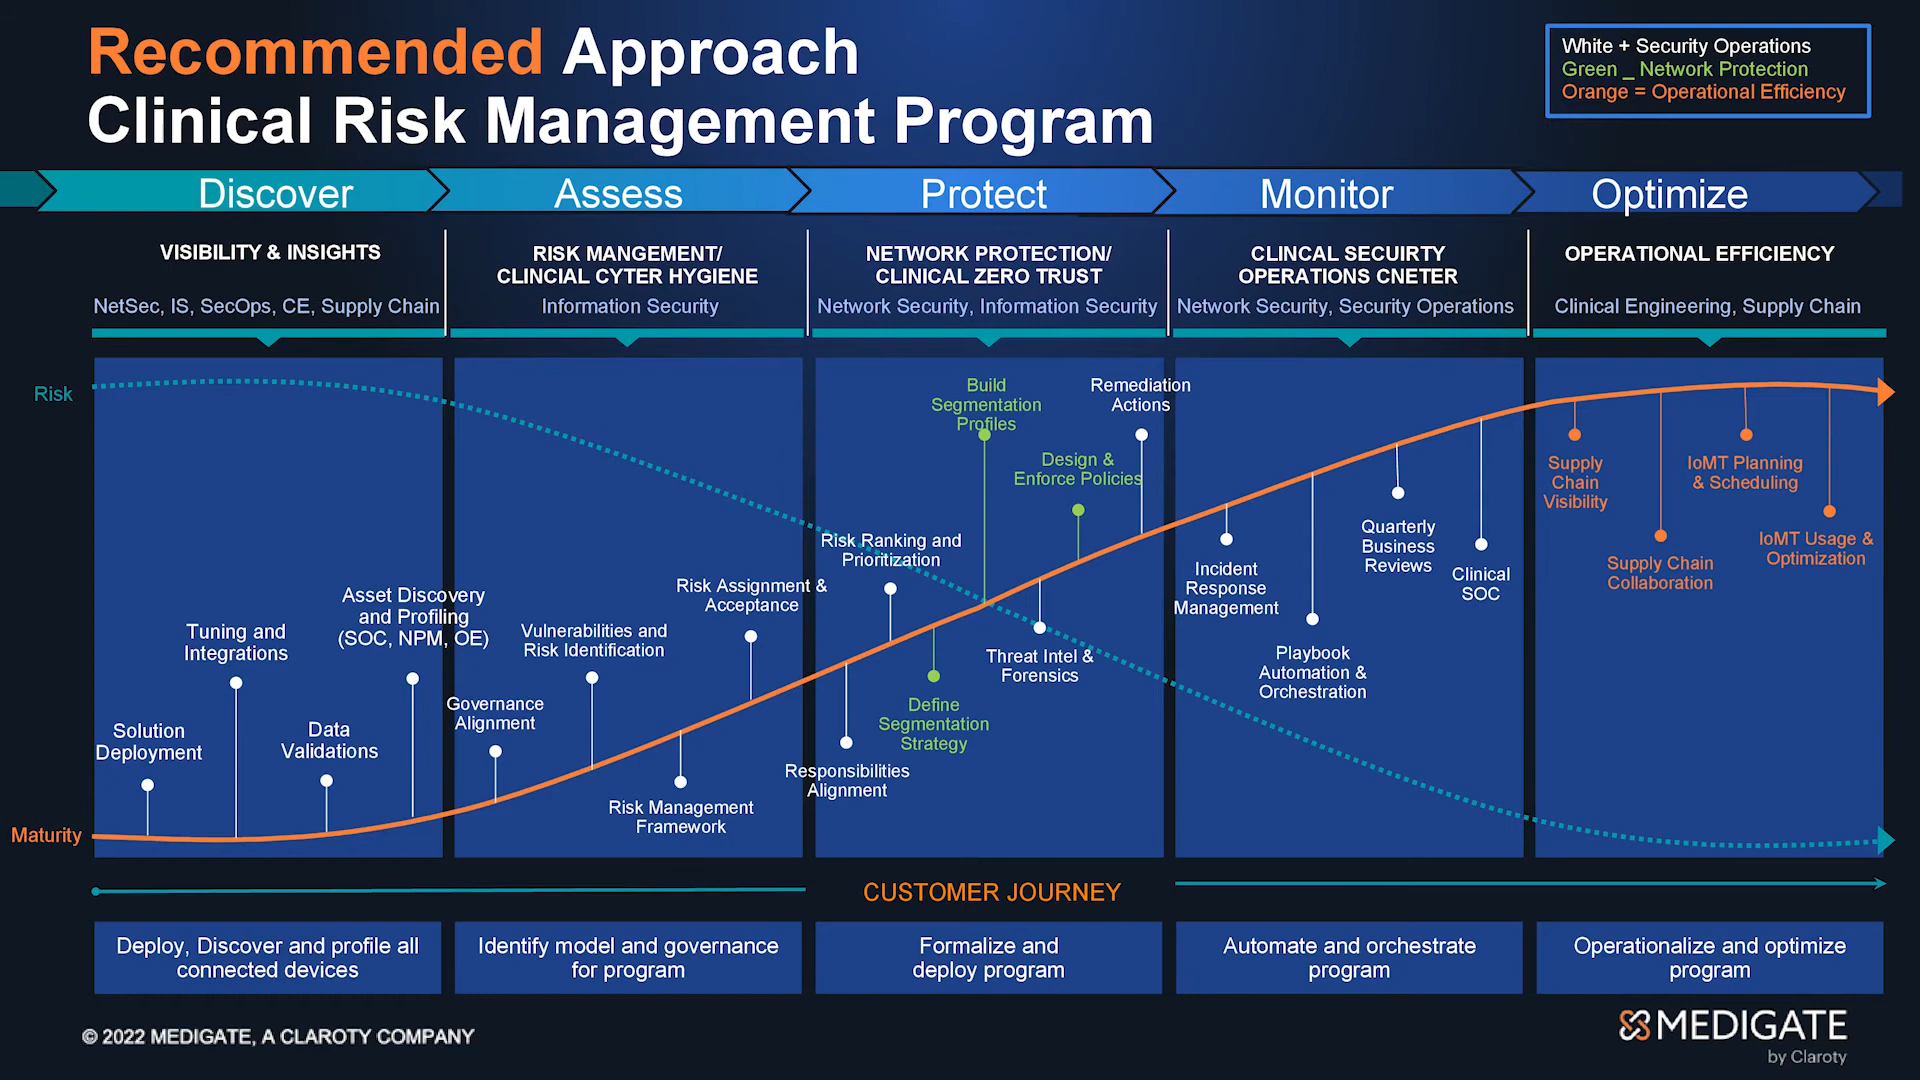 Recommended Approach
Clinical Risk Management Program
White + Security Operations
Green _ Network Protection
Orange = Operational Efficiency
Discover
Assess
Protect
Monitor
Optimize
VISIBILITY & INSIGHTS
NetSec, IS, SecOps, CE, Supply Chain
RISK MANGEMENT/
CLINCIAL CYTER HYGIENE
Information Security
NETWORK PROTECTION/
CLINICAL ZERO TRUST
Network Security, Information Security
CLINCAL SECUIRTY
OPERATIONS CNETER
Network Security, Security Operations
OPERATIONAL EFFICIENCY
Clinical Engineering, Supply Chain
Risk
Maturity
Solution
Deployment
Tuning and
Integrations
Data
Validations
Asset Discovery
and Profiling
(SOC, NPM, OE)
Governance
Alignment
Vulnerabilities and
Risk Identification
Risk Management
Framework
Risk Assignment &
Acceptance
Responsibilities
Alignment
Risk Ranking and
Prioritization
Define
Segmentation
Strategy
Build
Segmentation
Profiles
Threat Intel &
Forensics
Design &
Enforce Policies
Remediation
Actions
Incident
Response
Management
Playbook
Automation &
Orchestration
Quarterly
Business
Reviews
Clinical
SOC
Supply
Chain
Visibility
Supply Chain
Collaboration
IoMT Planning
& Scheduling
IoMT Usage &
Optimization
CUSTOMER JOURNEY
Deploy, Discover and profile all
connected devices
Identify model and governance
for program
Formalize and
deploy program
Automate and orchestrate
program
Operationalize and optimize
program
© 2022 MEDIGATE, A CLAROTY COMPANY
MEDIGATE
by Claroty